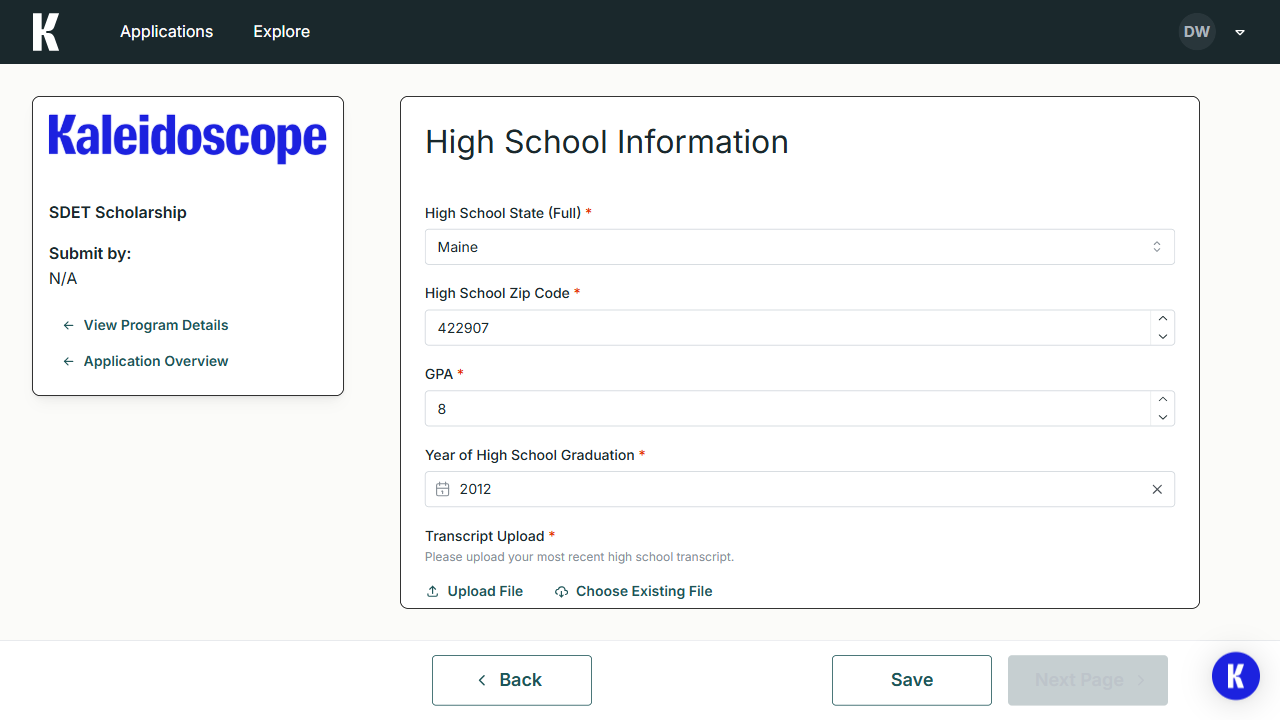 K
Applications
Explore
DW
Kaleidoscope
SDET Scholarship
Submit by:
N/A
View Program Details
Application Overview
High School Information
High School State (Full) *
Maine
High School Zip Code *
422907
GPA *
8
Year of High School Graduation *
2012
Transcript Upload *
Please upload your most recent high school transcript.
Upload File
Choose Existing File
Back
Save
Next Page
K